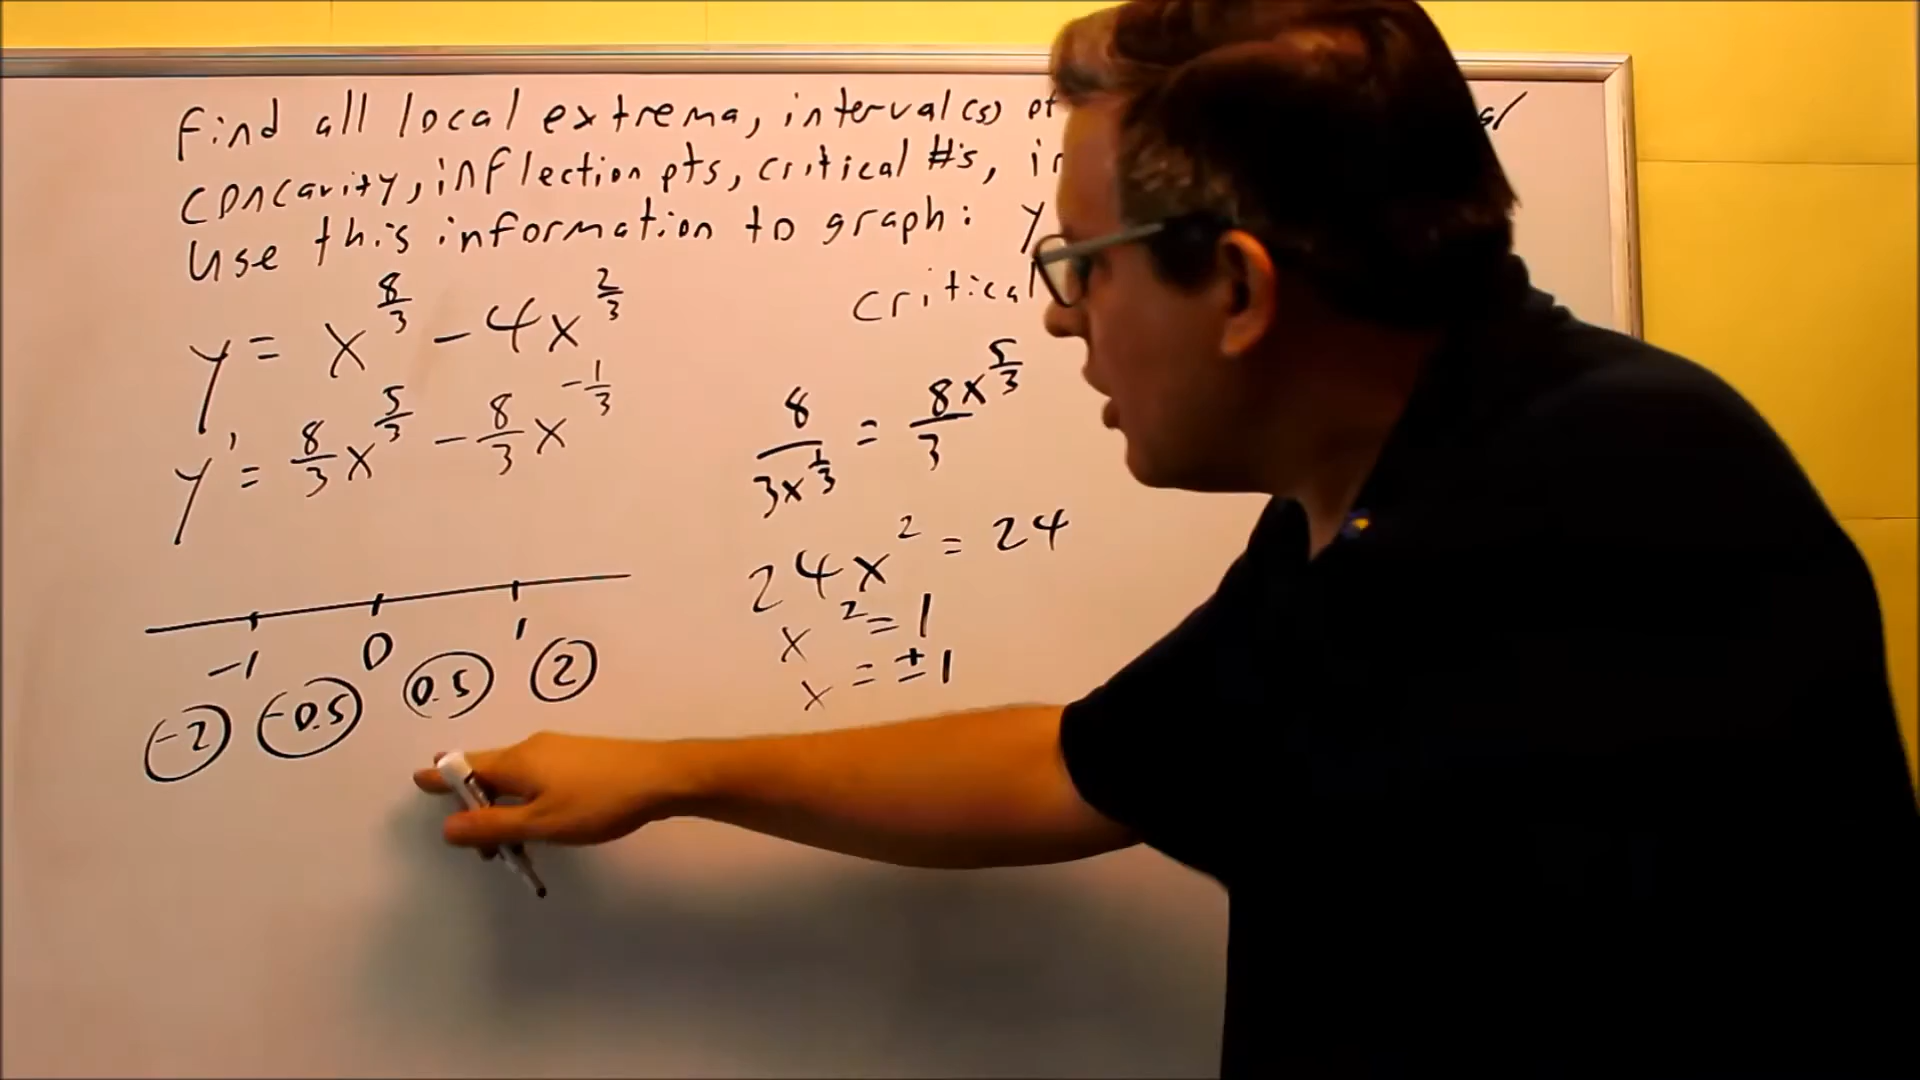 Find all local extrema, interval(s) of
concavity, inflection pts, critical #'s,
Use this information to graph: y
y = x^(8/3) - 4x^(2/3)
y' = 8/3 x^(5/3) - 8/3 x^(-1/3)
-1 0 1
-2 -0.5 0.5 2
critical
8/(3x^(1/3)) = 8x^(5/3)/3
24x² = 24
x² = 1
x = ±1